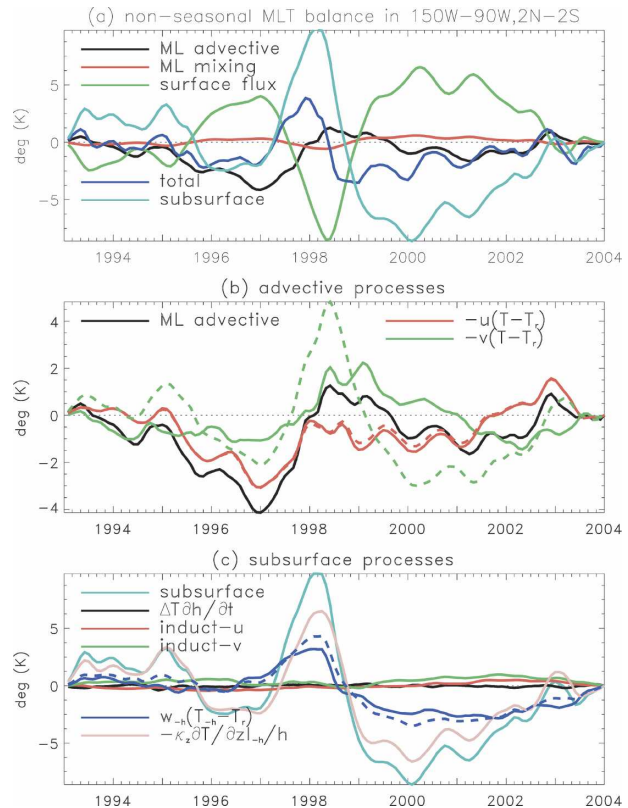 (a) non-seasonal MLT balance in 150W-90W,2N-2S
ML advective
ML mixing
surface flux
total
subsurface
deg (K)
5
0
-5
1994 1996 1998 2000 2002 2004
(b) advective processes
ML advective
-u(T-Tr)
-v(T-Tr)
deg (K)
4
2
0
-2
-4
1994 1996 1998 2000 2002 2004
(c) subsurface processes
subsurface
ΔT∂h/∂t
induct-u
induct-v
w-h(T-h-Tr)
-κz∂T/∂z|-h/h
deg (K)
5
0
-5
1994 1996 1998 2000 2002 2004